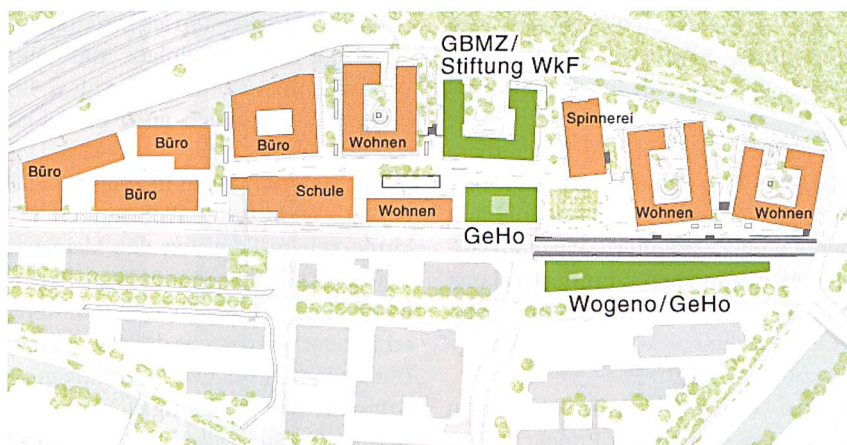 GBMZ/
Stiftung WkF
Spinnerei
Büro
Büro
Wohnen
Büro
Büro
Schule
Wohnen
Wohnen
Wohnen
GeHo
Wogeno/GeHo